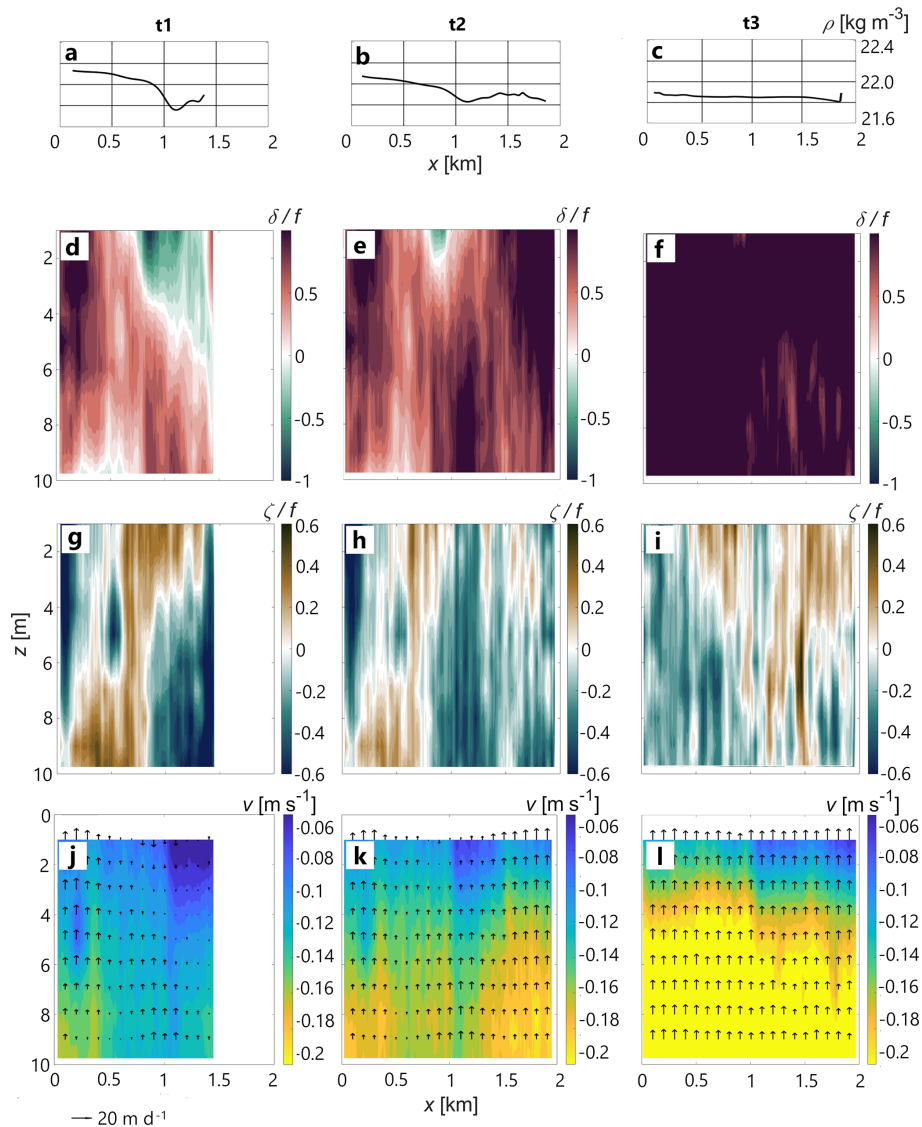 t1 t2 t3 ρ [kg m⁻³]
a b c 22.4
22.0
21.6
0 0.5 1 1.5 2 0 0.5 1 1.5 2 0 0.5 1 1.5 2
x [km]
δ / f δ / f δ / f
d e f
2
0.5 0.5 0.5
4
0 0 0
6
-0.5 -0.5 -0.5
8
10 -1 -1 -1
ζ / f ζ / f ζ / f
g h i
0.6 0.6 0.6
2
0.4 0.4 0.4
4 0.2 0.2 0.2
z [m]
6 0 0 0
-0.2 -0.2 -0.2
8 -0.4 -0.4 -0.4
10 -0.6 -0.6 -0.6
v [m s⁻¹] v [m s⁻¹] v [m s⁻¹]
0 -0.06 -0.06 -0.06
j k l
2 -0.08 -0.08 -0.08
-0.1 -0.1 -0.1
4 -0.12 -0.12 -0.12
6 -0.14 -0.14 -0.14
-0.16 -0.16 -0.16
8 -0.18 -0.18 -0.18
10 -0.2 -0.2 -0.2
0 0.5 1 1.5 2 0 0.5 1 1.5 2 0 0.5 1 1.5 2
x [km]
20 m d⁻¹